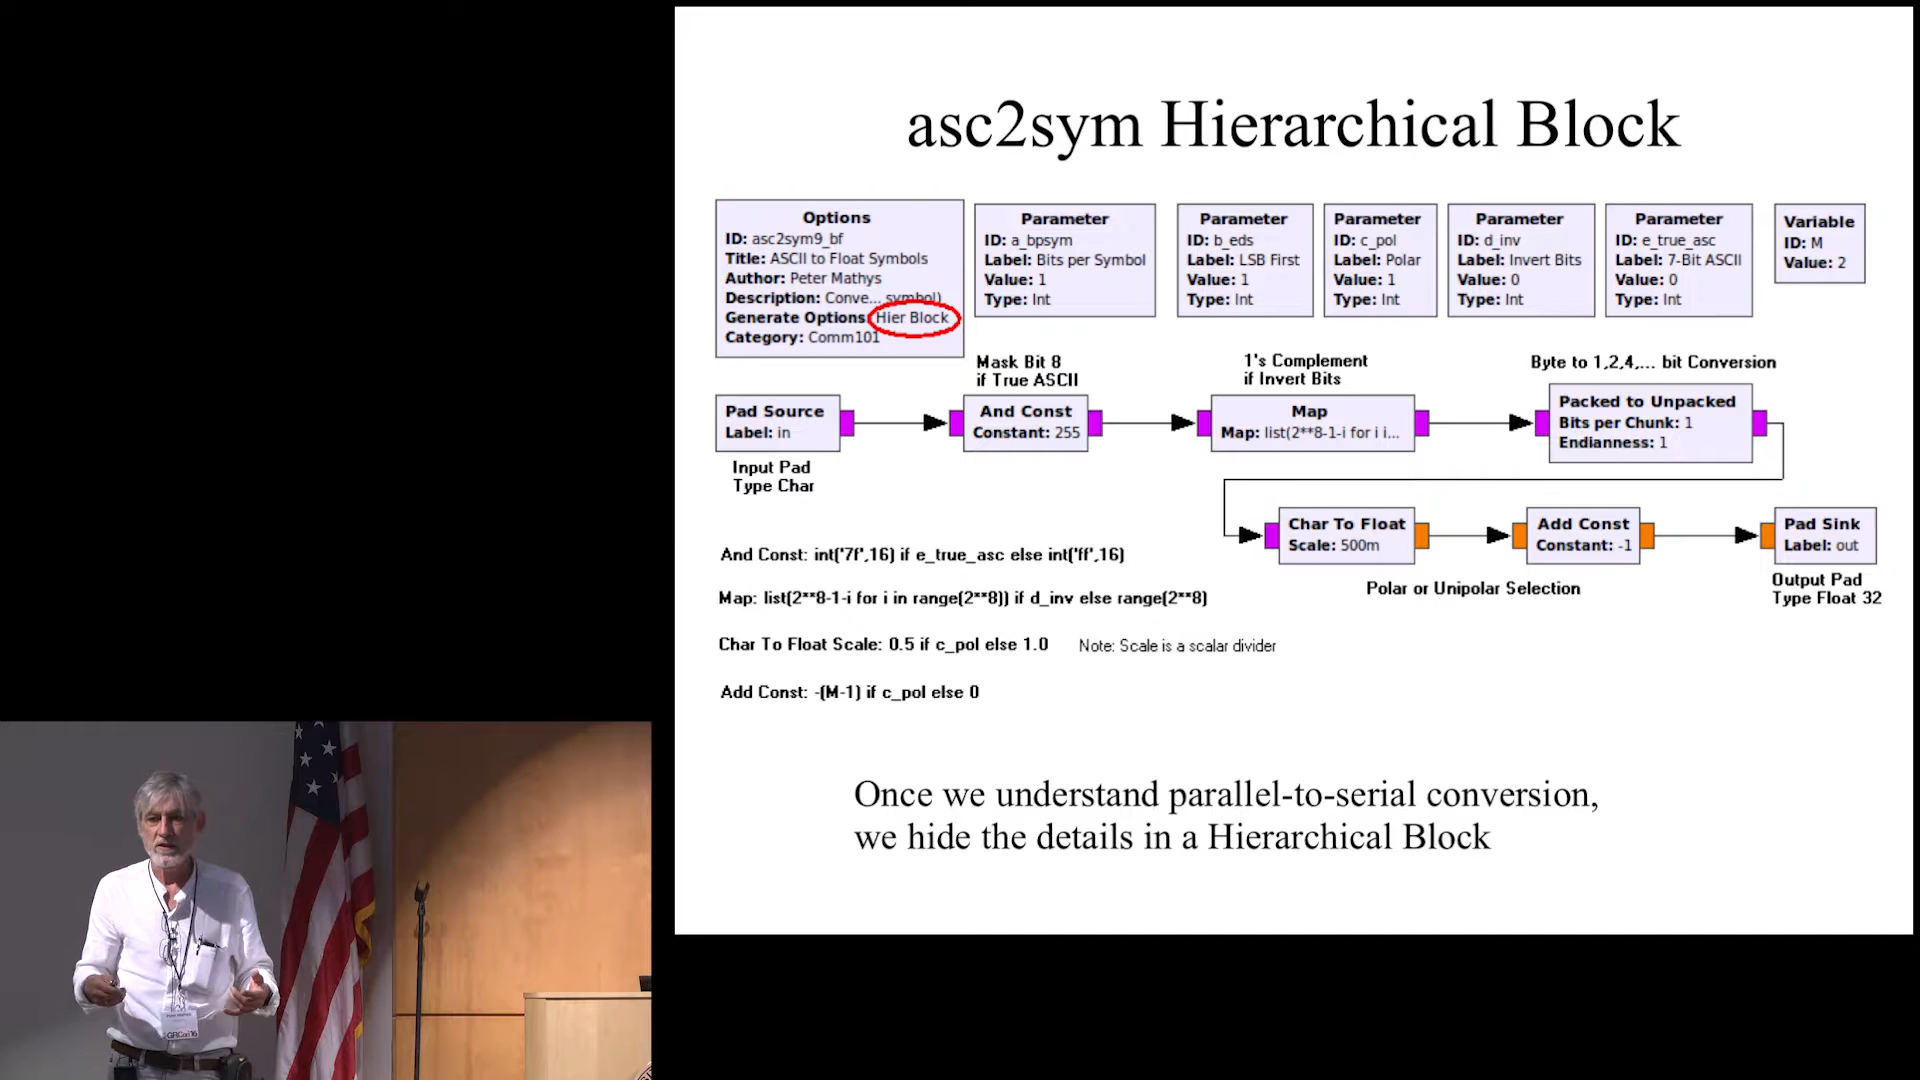 asc2sym Hierarchical Block
Options
ID: asc2sym9_bf
Title: ASCII to Float Symbols
Author: Peter Mathys
Description: Conve... symbol)
Generate Options: Hier Block
Category: Comm101
Parameter
ID: a_bpsym
Label: Bits per Symbol
Value: 1
Type: Int
Parameter
ID: b_eds
Label: LSB First
Value: 1
Type: Int
Parameter
ID: c_pol
Label: Polar
Value: 1
Type: Int
Parameter
ID: d_inv
Label: Invert Bits
Value: 0
Type: Int
Parameter
ID: e_true_asc
Label: 7-Bit ASCII
Value: 0
Type: Int
Variable
ID: M
Value: 2
Mask Bit 8
if True ASCII
1's Complement
if Invert Bits
Byte to 1,2,4,... bit Conversion
Pad Source
Label: in
And Const
Constant: 255
Map
Map: list(2**8-1-i for i i...
Packed to Unpacked
Bits per Chunk: 1
Endianness: 1
Input Pad
Type Char
Char To Float
Scale: 500m
Add Const
Constant: -1
Pad Sink
Label: out
Polar or Unipolar Selection
Output Pad
Type Float 32
And Const: int('7f',16) if e_true_asc else int('ff',16)
Map: list(2**8-1-i for i in range(2**8)) if d_inv else range(2**8)
Char To Float Scale: 0.5 if c_pol else 1.0 Note: Scale is a scalar divider
Add Const: -(M-1) if c_pol else 0
Once we understand parallel-to-serial conversion,
we hide the details in a Hierarchical Block
GRCon16